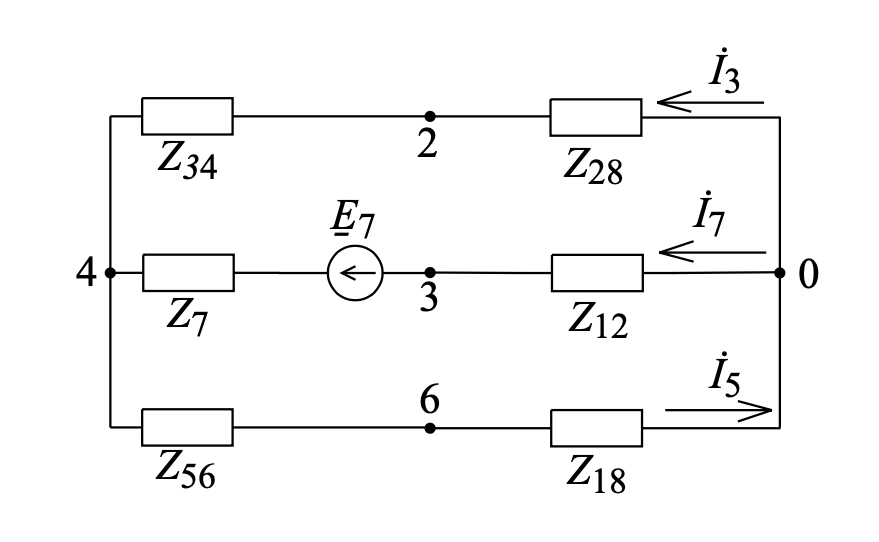 İ₃
Z₃₄
2
Z₂₈
E₇
İ₇
4
0
Z₇
3
Z₁₂
İ₅
6
Z₅₆
Z₁₈